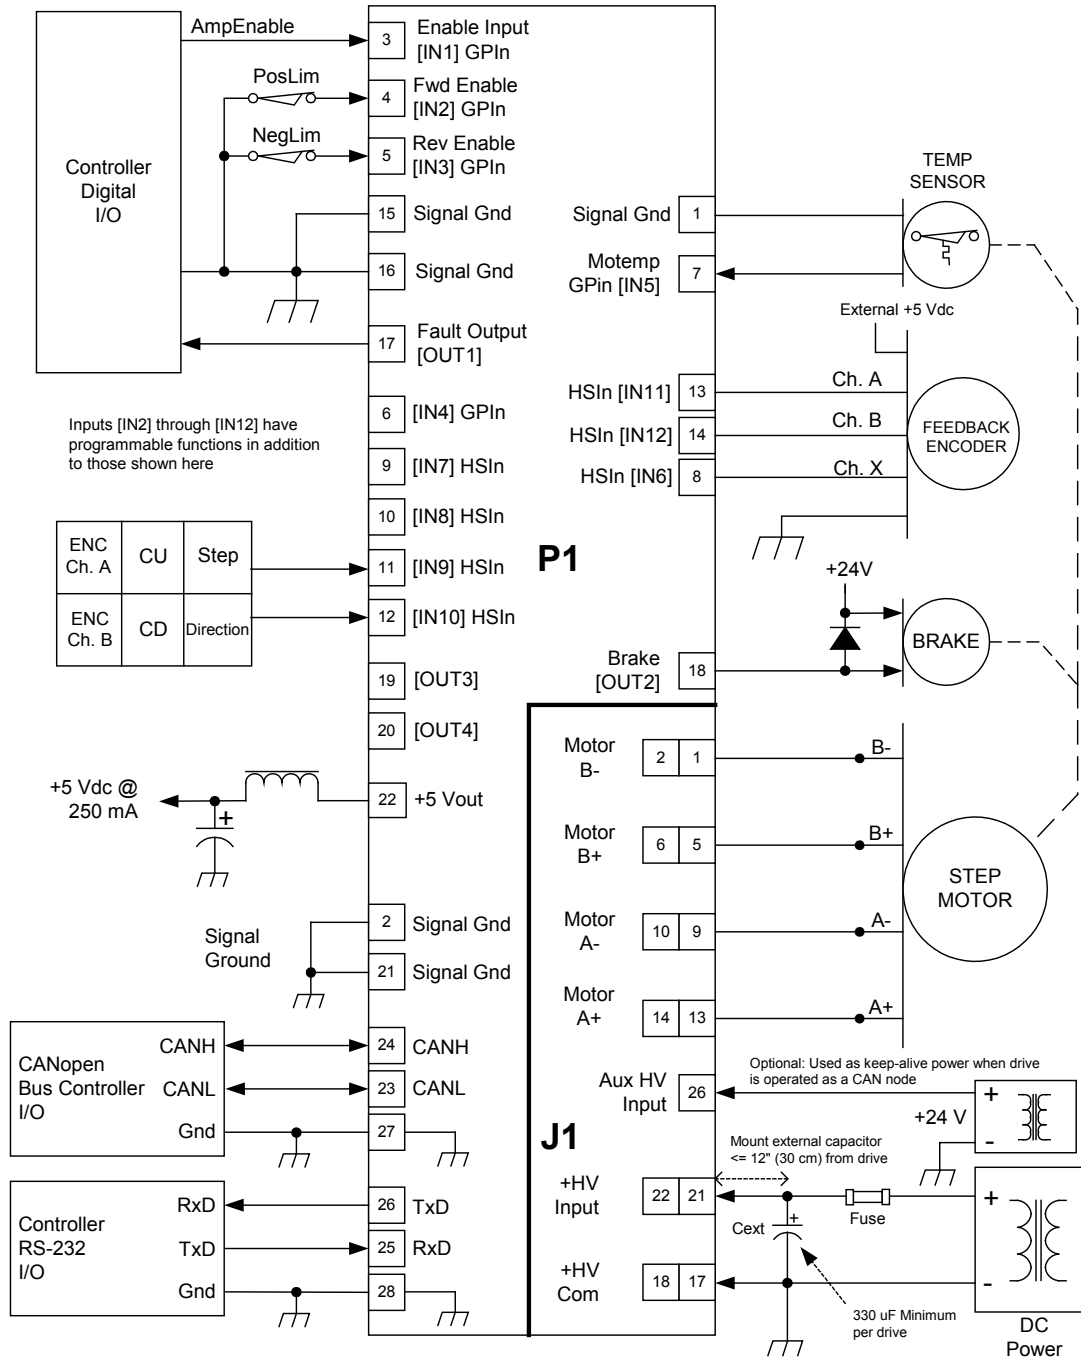 AmpEnable
3
Enable Input
[IN1] GPIn
PosLim
4
Fwd Enable
[IN2] GPIn
NegLim
5
Rev Enable
[IN3] GPIn
Controller
Digital
I/O
15
Signal Gnd
16
Signal Gnd
17
Fault Output
[OUT1]
6
[IN4] GPIn
Inputs [IN2] through [IN12] have
programmable functions in addition
to those shown here
9
[IN7] HSIn
10
[IN8] HSIn
ENC
Ch. A
CU
Step
11
[IN9] HSIn
ENC
Ch. B
CD
Direction
12
[IN10] HSIn
19
[OUT3]
20
[OUT4]
+5 Vdc @
250 mA
+
22
+5 Vout
Signal
Ground
2
Signal Gnd
21
Signal Gnd
CANopen
Bus Controller
I/O
CANH
24
CANH
CANL
23
CANL
Gnd
27
Controller
RS-232
I/O
RxD
26
TxD
TxD
25
RxD
Gnd
28
P1
TEMP
SENSOR
Signal Gnd
1
Motemp
GPin [IN5]
7
External +5 Vdc
HSIn [IN11]
13
Ch. A
HSIn [IN12]
14
Ch. B
HSIn [IN6]
8
Ch. X
FEEDBACK
ENCODER
+24V
BRAKE
Brake
[OUT2]
18
Motor
B-
2
1
B-
Motor
B+
6
5
B+
STEP
MOTOR
Motor
A-
10
9
A-
Motor
A+
14
13
A+
Optional: Used as keep-alive power when drive
is operated as a CAN node
Aux HV
Input
26
+
+24 V
-
J1
Mount external capacitor
<= 12" (30 cm) from drive
+HV
Input
22
21
Fuse
+
Cext
+
+HV
Com
18
17
-
330 uF Minimum
per drive
DC
Power